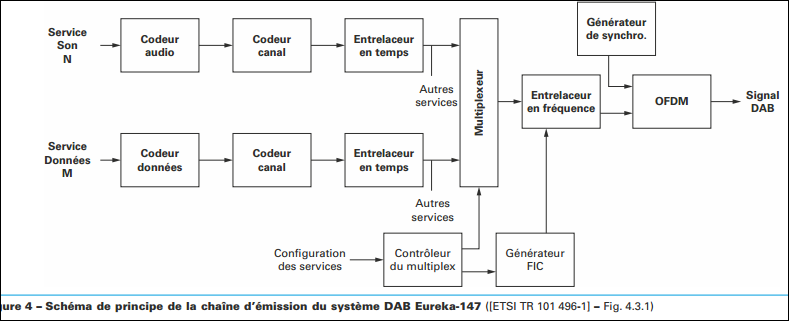 Générateur
de synchro.
Service
Son
N
Codeur
audio
Codeur
canal
Entrelaceur
en temps
Autres
services
Multiplexeur
Entrelaceur
en fréquence
OFDM
Signal
DAB
Service
Données
M
Codeur
données
Codeur
canal
Entrelaceur
en temps
Autres
services
Configuration
des services
Contrôleur
du multiplex
Générateur
FIC
gure 4 – Schéma de principe de la chaîne d'émission du système DAB Eureka-147 ([ETSI TR 101 496-1] – Fig. 4.3.1)